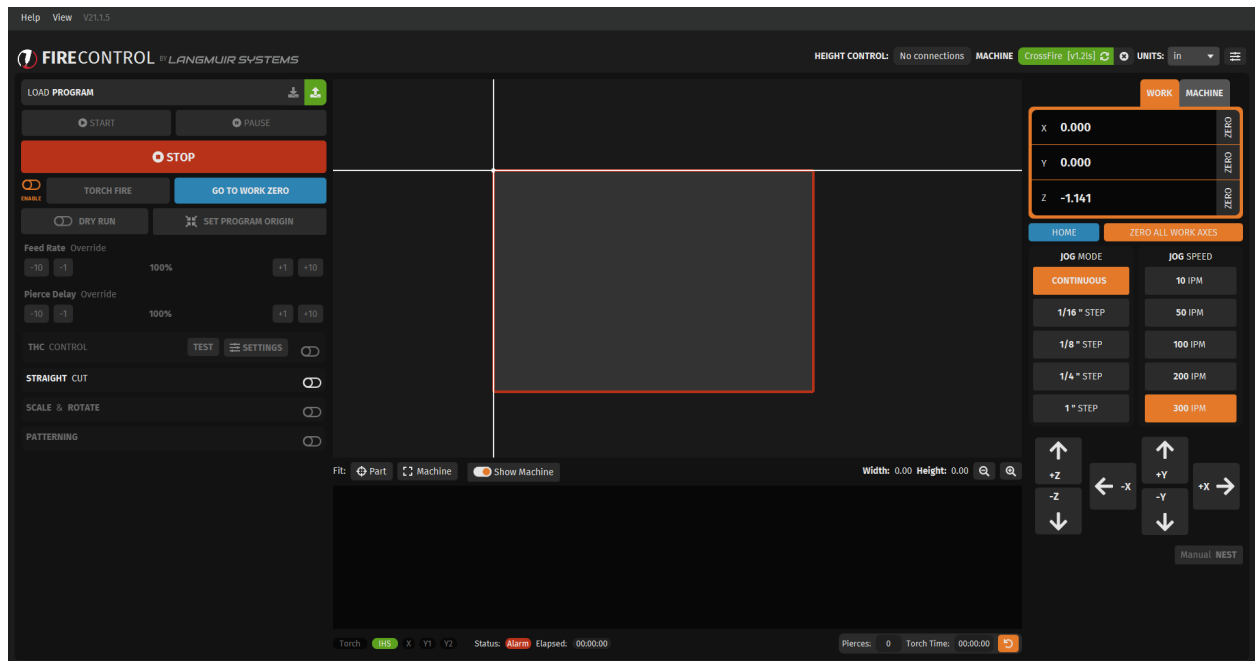 Help View V21.1.5
FIRECONTROL BY LANGMUIR SYSTEMS
HEIGHT CONTROL: No connections MACHINE CrossFire [v1.2ls] UNITS: in
LOAD PROGRAM
START PAUSE
STOP
ENABLE TORCH FIRE GO TO WORK ZERO
DRY RUN SET PROGRAM ORIGIN
Feed Rate Override
-10 -1 100% +1 +10
Pierce Delay Override
-10 -1 100% +1 +10
THC CONTROL TEST SETTINGS
STRAIGHT CUT
SCALE & ROTATE
PATTERNING
Fit: Part Machine Show Machine Width: 0.00 Height: 0.00
Torch IHS X Y1 Y2 Status: Alarm Elapsed: 00:00:00 Pierces: 0 Torch Time: 00:00:00
WORK MACHINE
X 0.000 ZERO
Y 0.000 ZERO
Z -1.141 ZERO
HOME ZERO ALL WORK AXES
JOG MODE JOG SPEED
CONTINUOUS 10 IPM
1/16 " STEP 50 IPM
1/8 " STEP 100 IPM
1/4 " STEP 200 IPM
1 " STEP 300 IPM
+Z +Y
-X +X
-Z -Y
Manual NEST